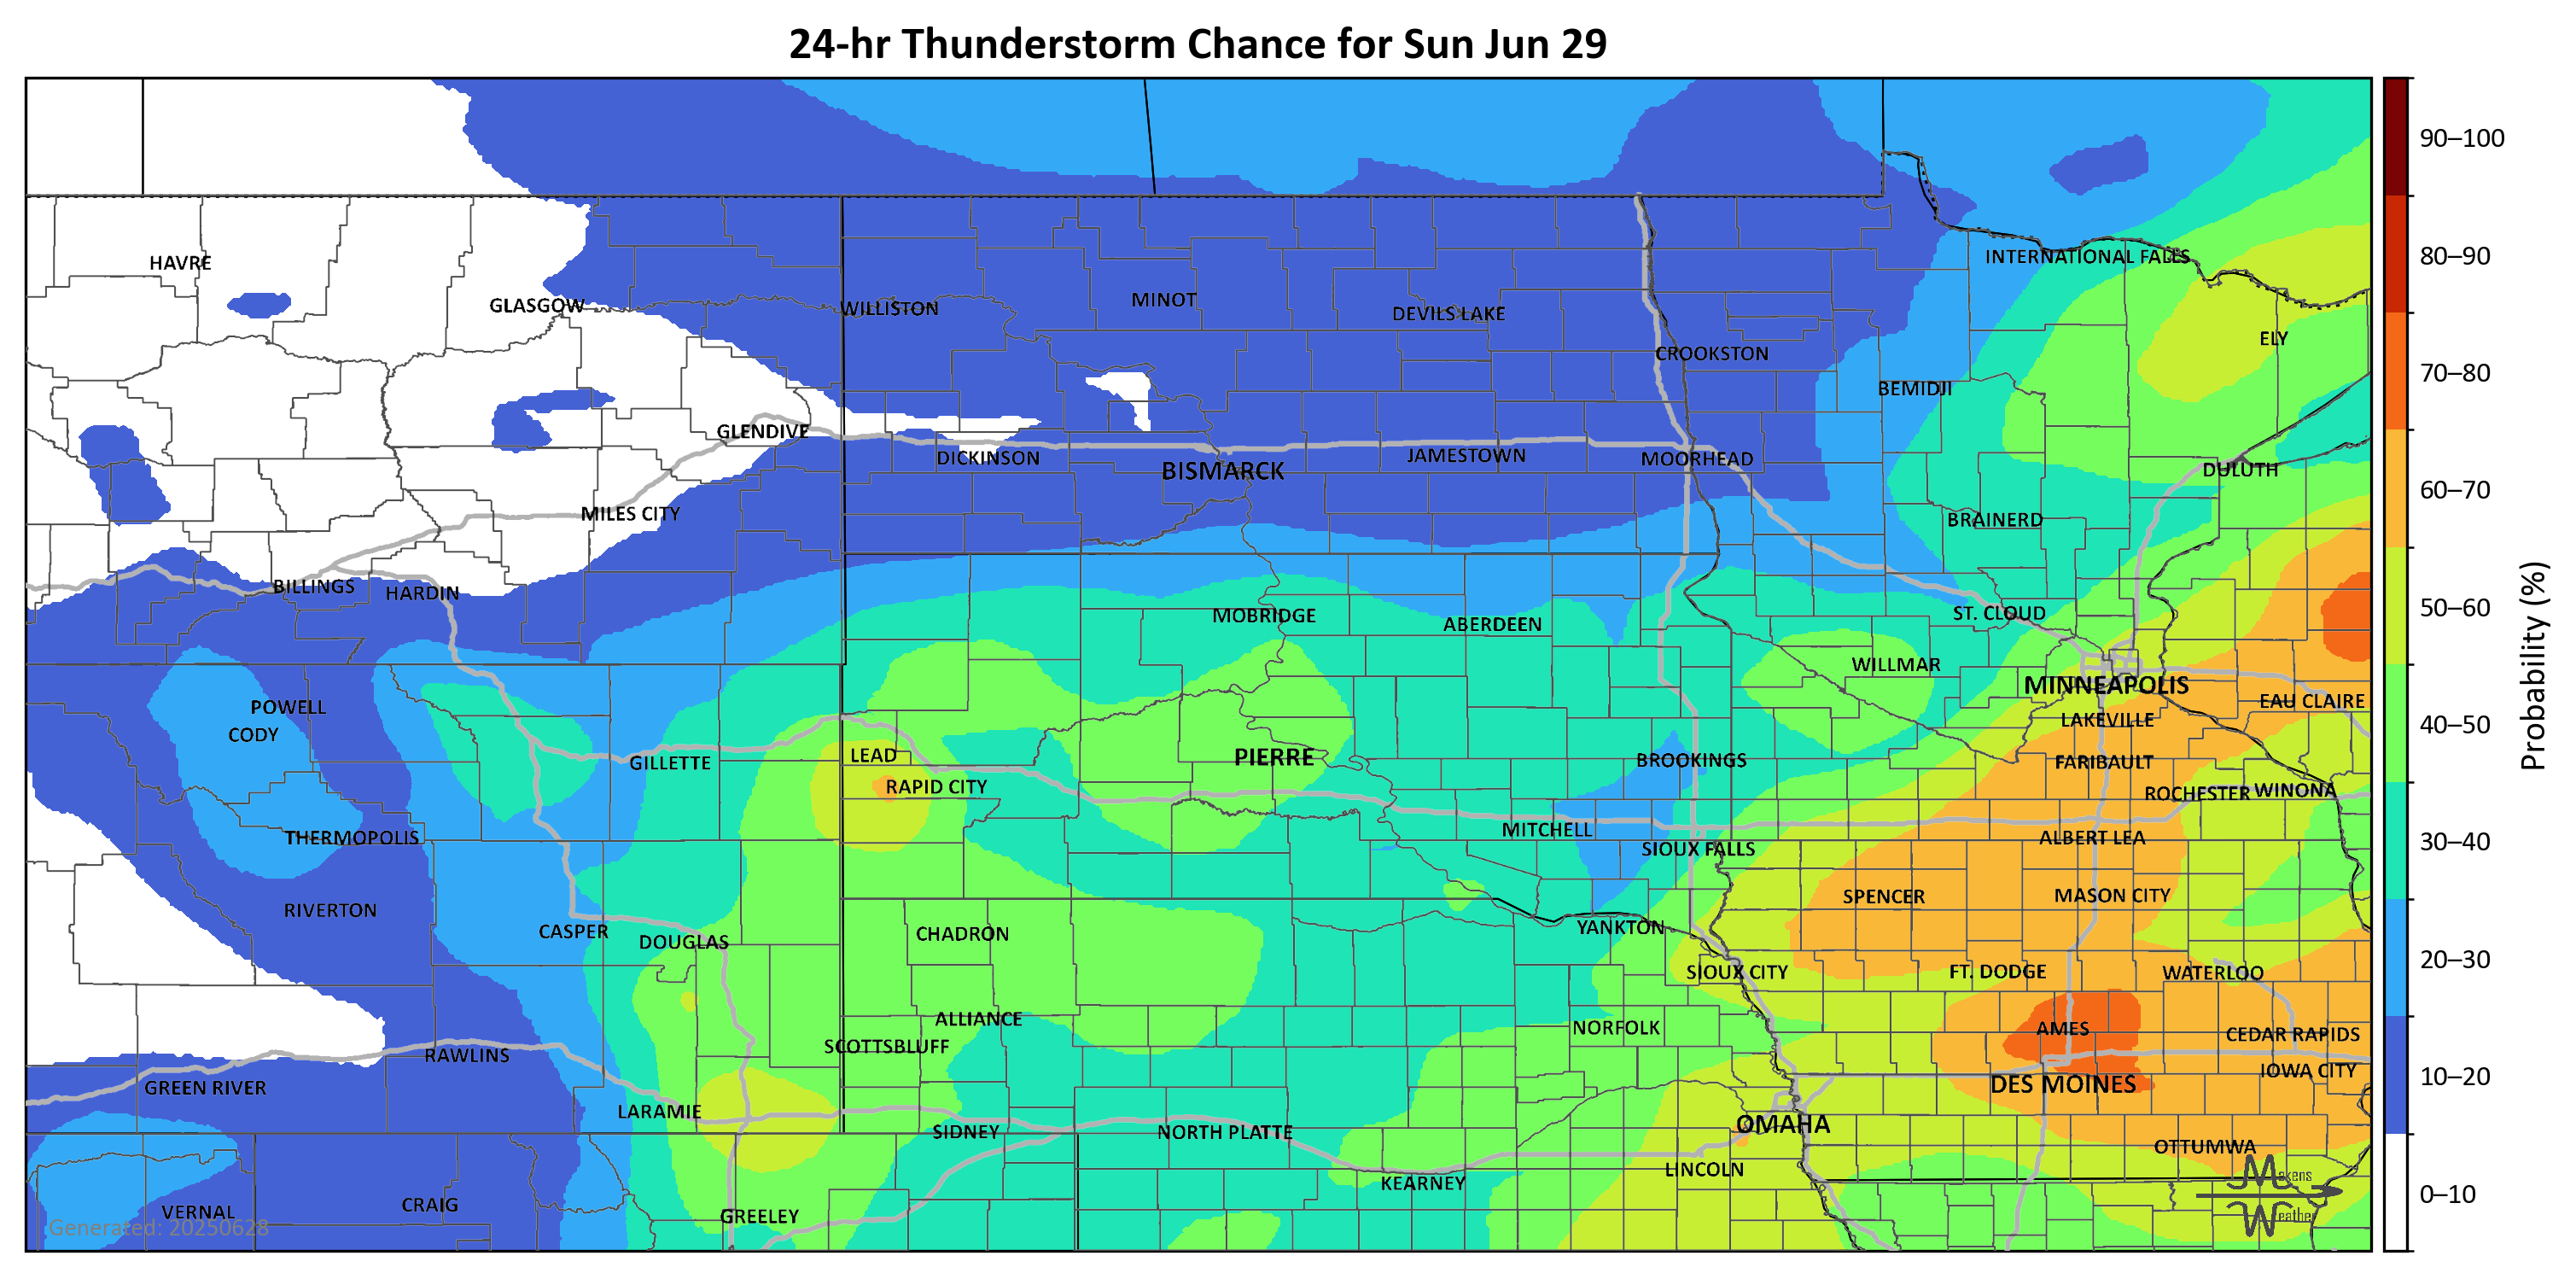 24-hr Thunderstorm Chance for Sun Jun 29
90–100
80–90
70–80
60–70
50–60
40–50
30–40
20–30
10–20
0–10
Probability (%)
HAVRE
INTERNATIONAL FALLS
GLASGOW
WILLISTON
MINOT
DEVILS LAKE
ELY
CROOKSTON
BEMIDJI
GLENDIVE
DICKINSON
BISMARCK
JAMESTOWN
MOORHEAD
DULUTH
MILES CITY
BRAINERD
BILLINGS
HARDIN
MOBRIDGE
ABERDEEN
ST. CLOUD
WILLMAR
MINNEAPOLIS
POWELL
EAU CLAIRE
LAKEVILLE
CODY
GILLETTE
LEAD
PIERRE
BROOKINGS
FARIBAULT
RAPID CITY
ROCHESTER
WINONA
THERMOPOLIS
MITCHELL
SIOUX FALLS
ALBERT LEA
RIVERTON
SPENCER
MASON CITY
CASPER
DOUGLAS
CHADRON
YANKTON
SIOUX CITY
FT. DODGE
WATERLOO
ALLIANCE
NORFOLK
AMES
CEDAR RAPIDS
SCOTTSBLUFF
RAWLINS
IOWA CITY
GREEN RIVER
DES MOINES
LARAMIE
SIDNEY
NORTH PLATTE
OMAHA
OTTUMWA
LINCOLN
KEARNEY
VERNAL
CRAIG
GREELEY
Makens
Weather
Generated: 20250628